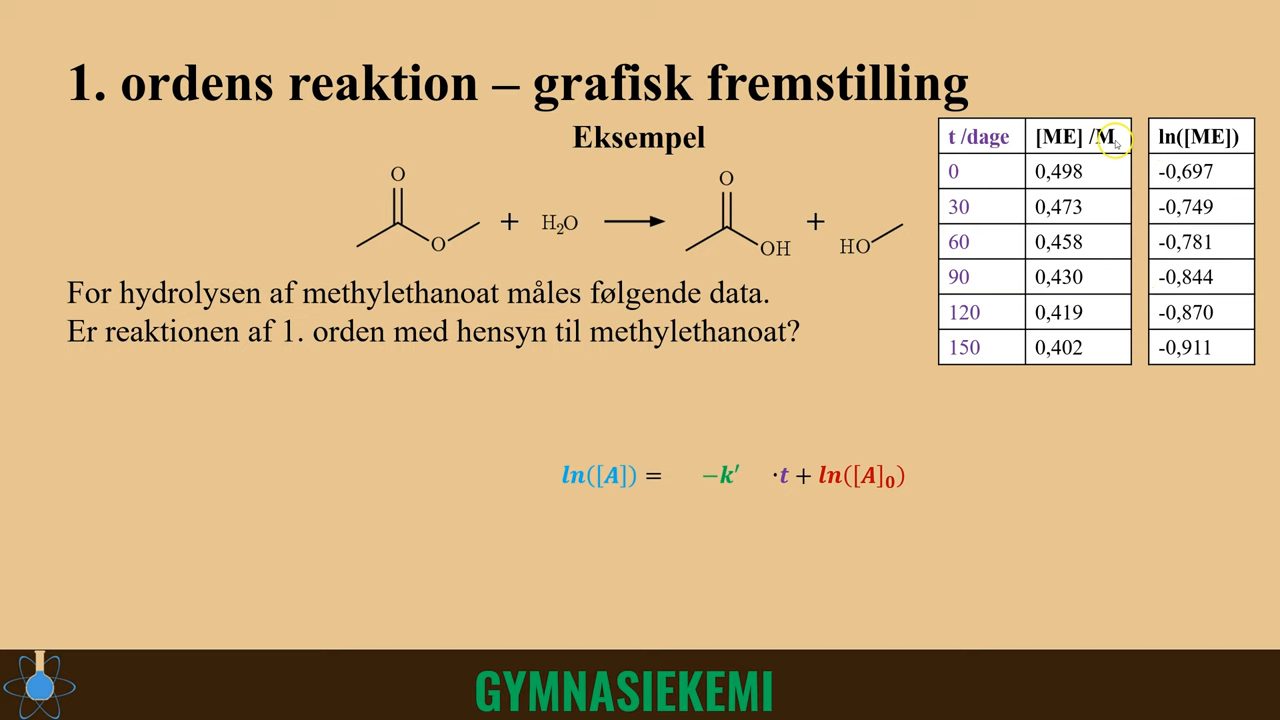 1. ordens reaktion – grafisk fremstilling
Eksempel
O
O
+
H₂O
O
OH
+
HO
For hydrolysen af methylethanoat måles følgende data.
Er reaktionen af 1. orden med hensyn til methylethanoat?
t /dage [ME] /M ln([ME])
0 0,498 -0,697
30 0,473 -0,749
60 0,458 -0,781
90 0,430 -0,844
120 0,419 -0,870
150 0,402 -0,911
ln([A]) = −k′ ·t + ln([A]₀)
GYMNASIEKEMI